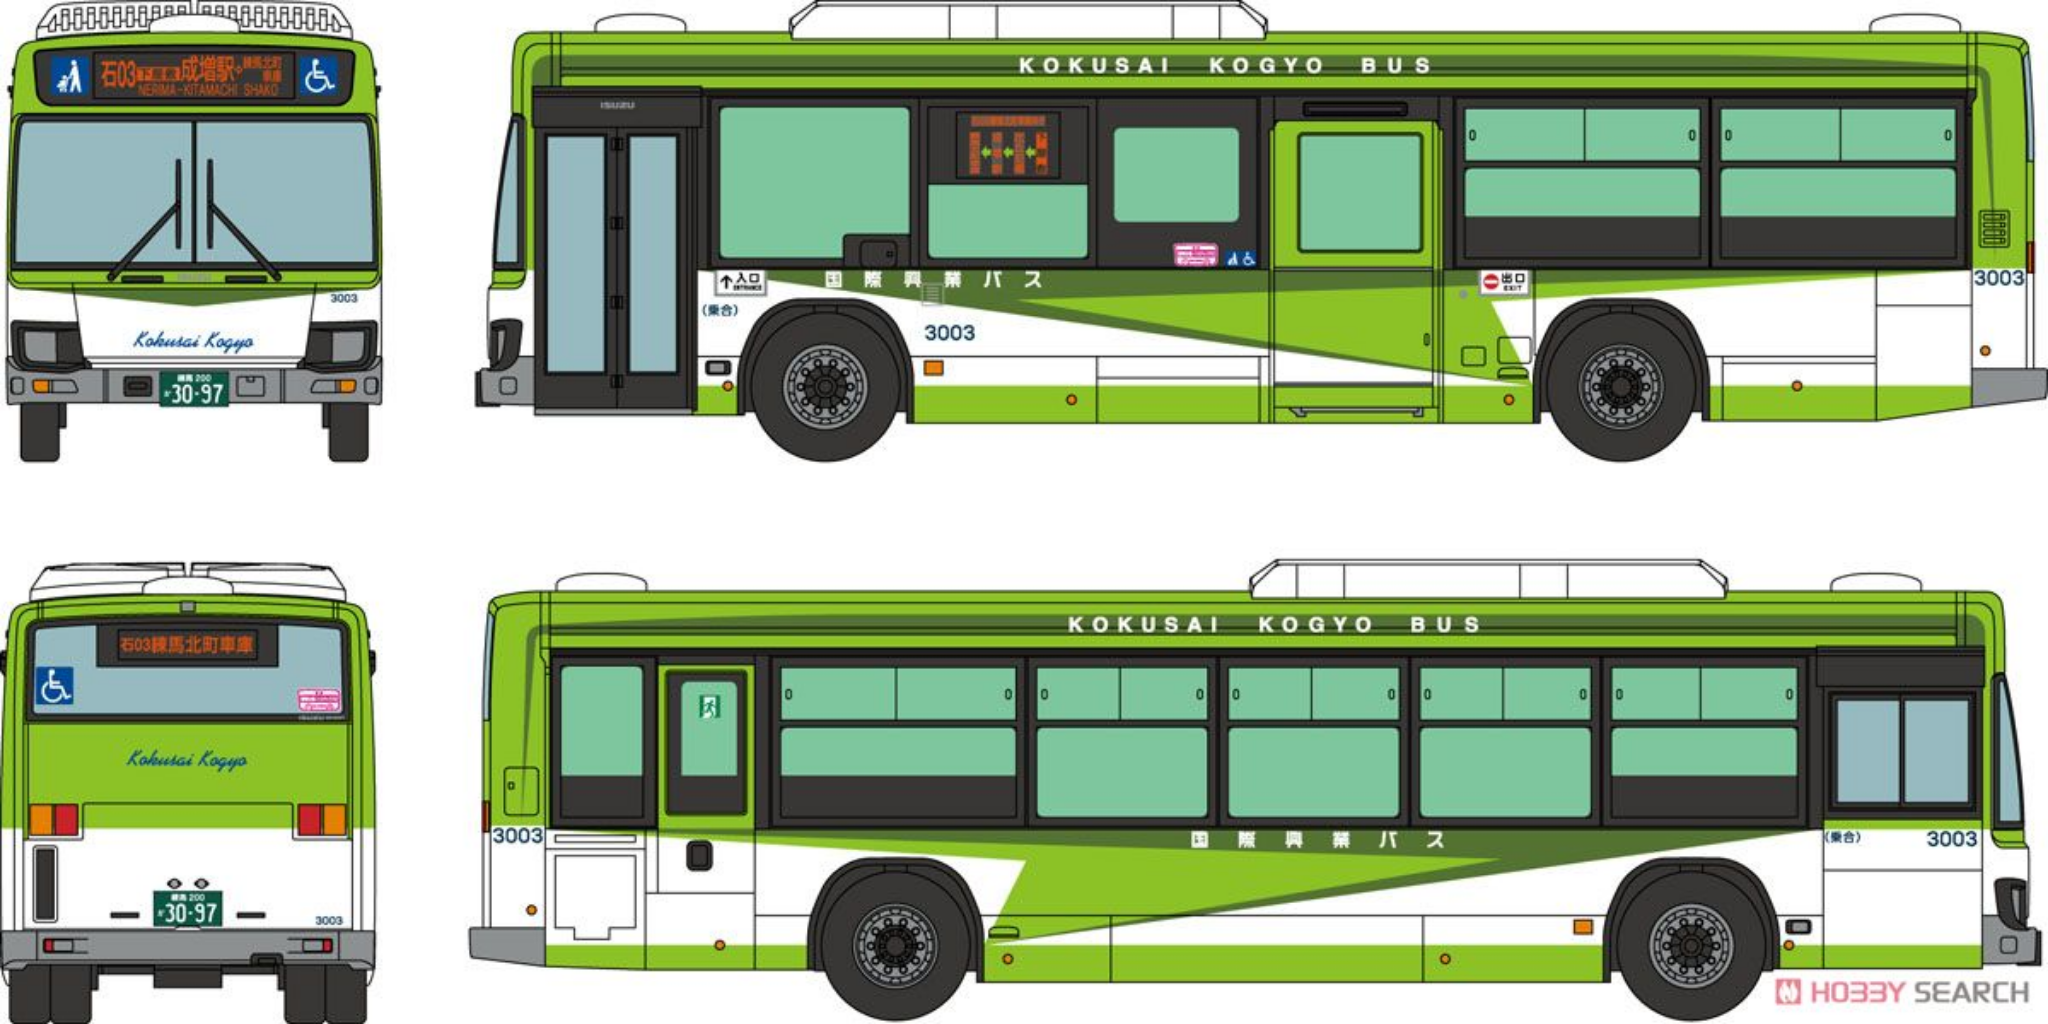 石03 下赤塚駅 成増駅 練馬北町車庫
NERIMA-KITAMACHI SHAKO
3003
Kokusai Kogyo
練馬 200
30-97
KOKUSAI KOGYO BUS
ISUZU
入口
ENTRANCE
国際興業バス
出口
EXIT
3003
(乗合)
3003
石03練馬北町車庫
Kokusai Kogyo
練馬 200
30-97
3003
KOKUSAI KOGYO BUS
3003
国際興業バス
(乗合)
3003
HOBBY SEARCH